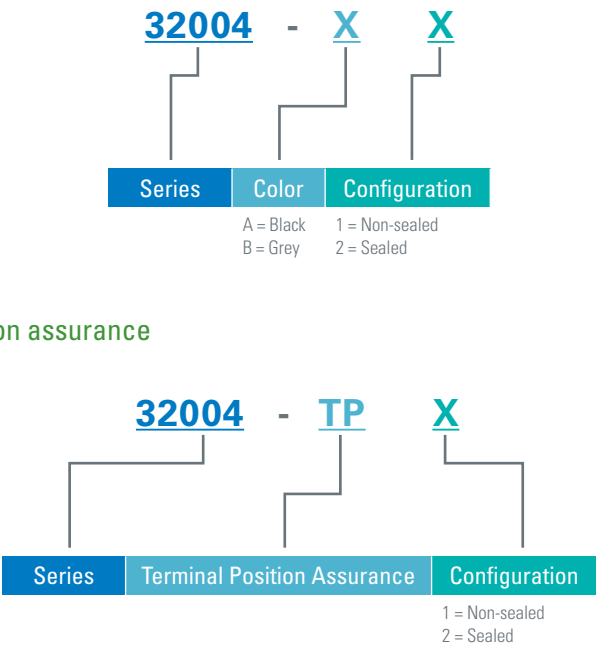 32004 - X X
Series Color Configuration
A = Black 1 = Non-sealed
B = Grey 2 = Sealed
on assurance
32004 - TP X
Series Terminal Position Assurance Configuration
1 = Non-sealed
2 = Sealed